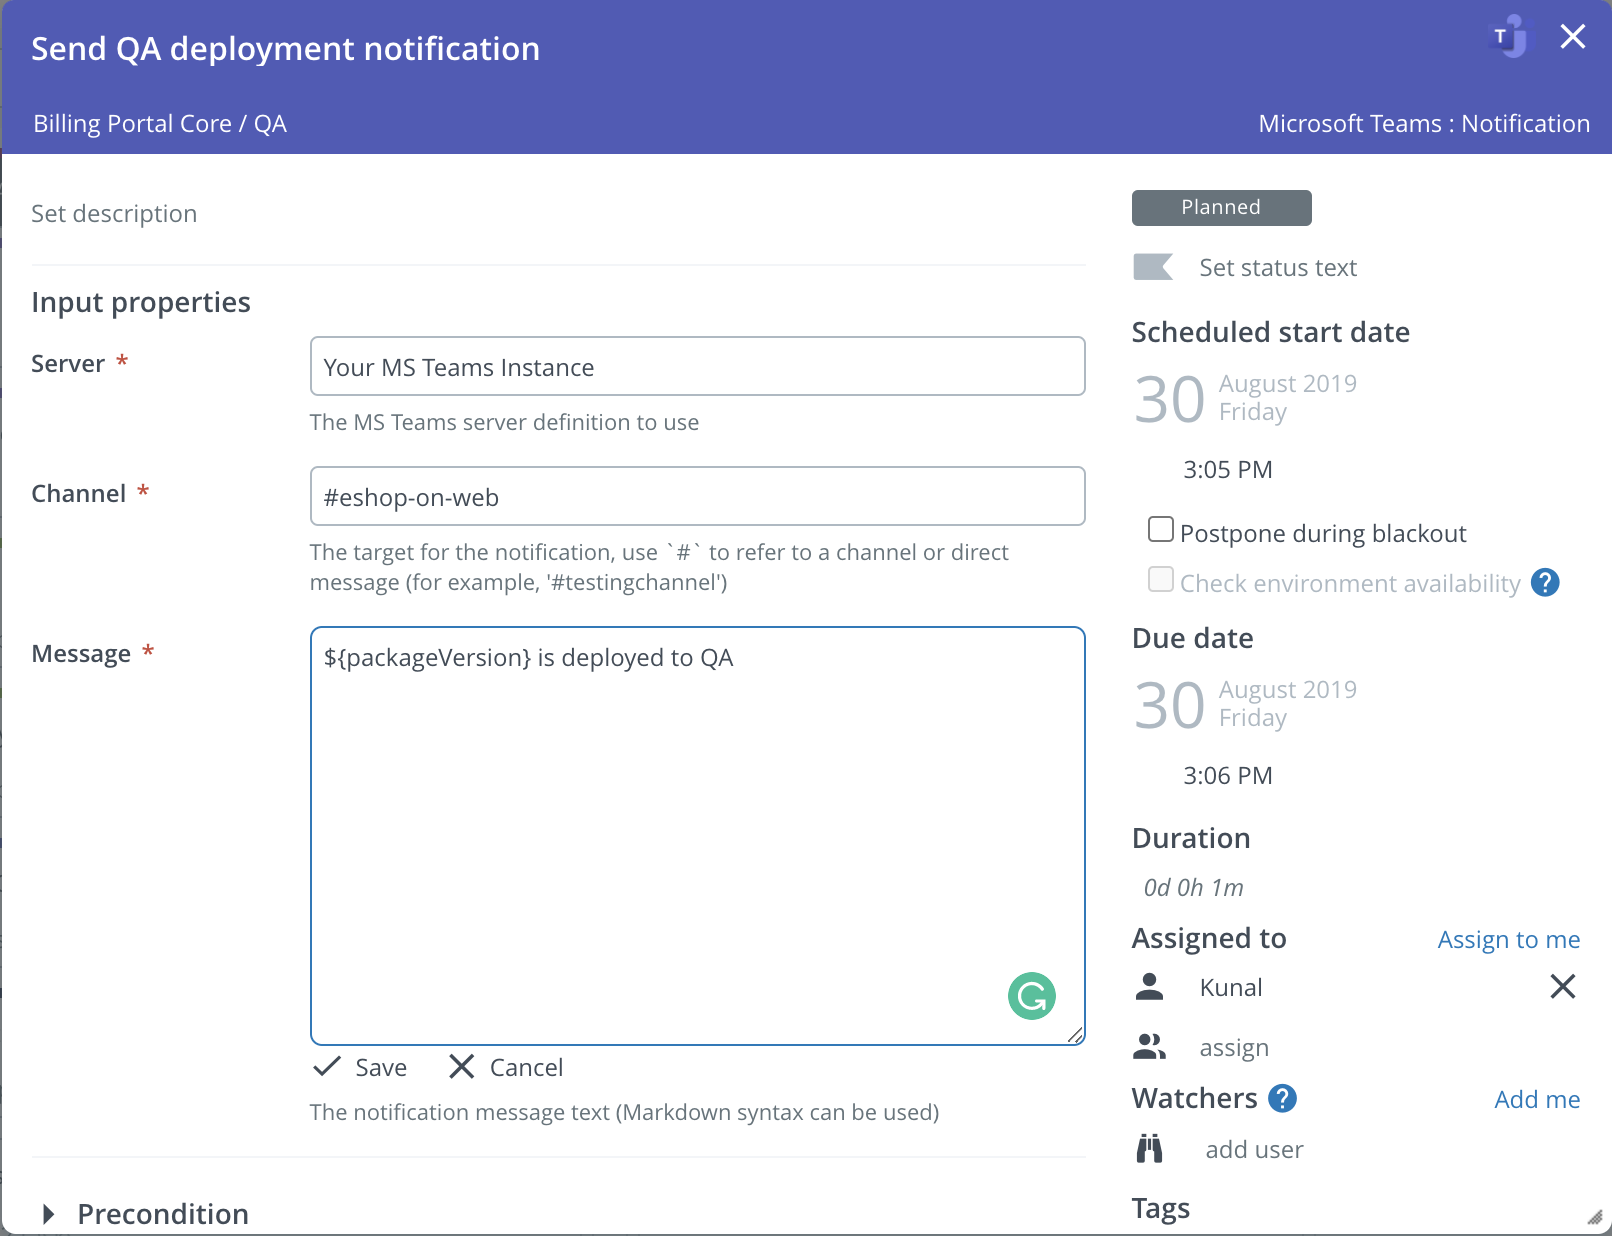 Send QA deployment notification
T
Billing Portal Core / QA
Microsoft Teams : Notification
Set description
Input properties
Server *
Your MS Teams Instance
The MS Teams server definition to use
Channel *
#eshop-on-web
The target for the notification, use `#` to refer to a channel or direct
message (for example, '#testingchannel')
Message *
${packageVersion} is deployed to QA
Save
Cancel
The notification message text (Markdown syntax can be used)
Precondition
Planned
Set status text
Scheduled start date
30
August 2019
Friday
3:05 PM
Postpone during blackout
Check environment availability ?
Due date
30
August 2019
Friday
3:06 PM
Duration
0d 0h 1m
Assigned to
Assign to me
Kunal
assign
Watchers ?
Add me
add user
Tags